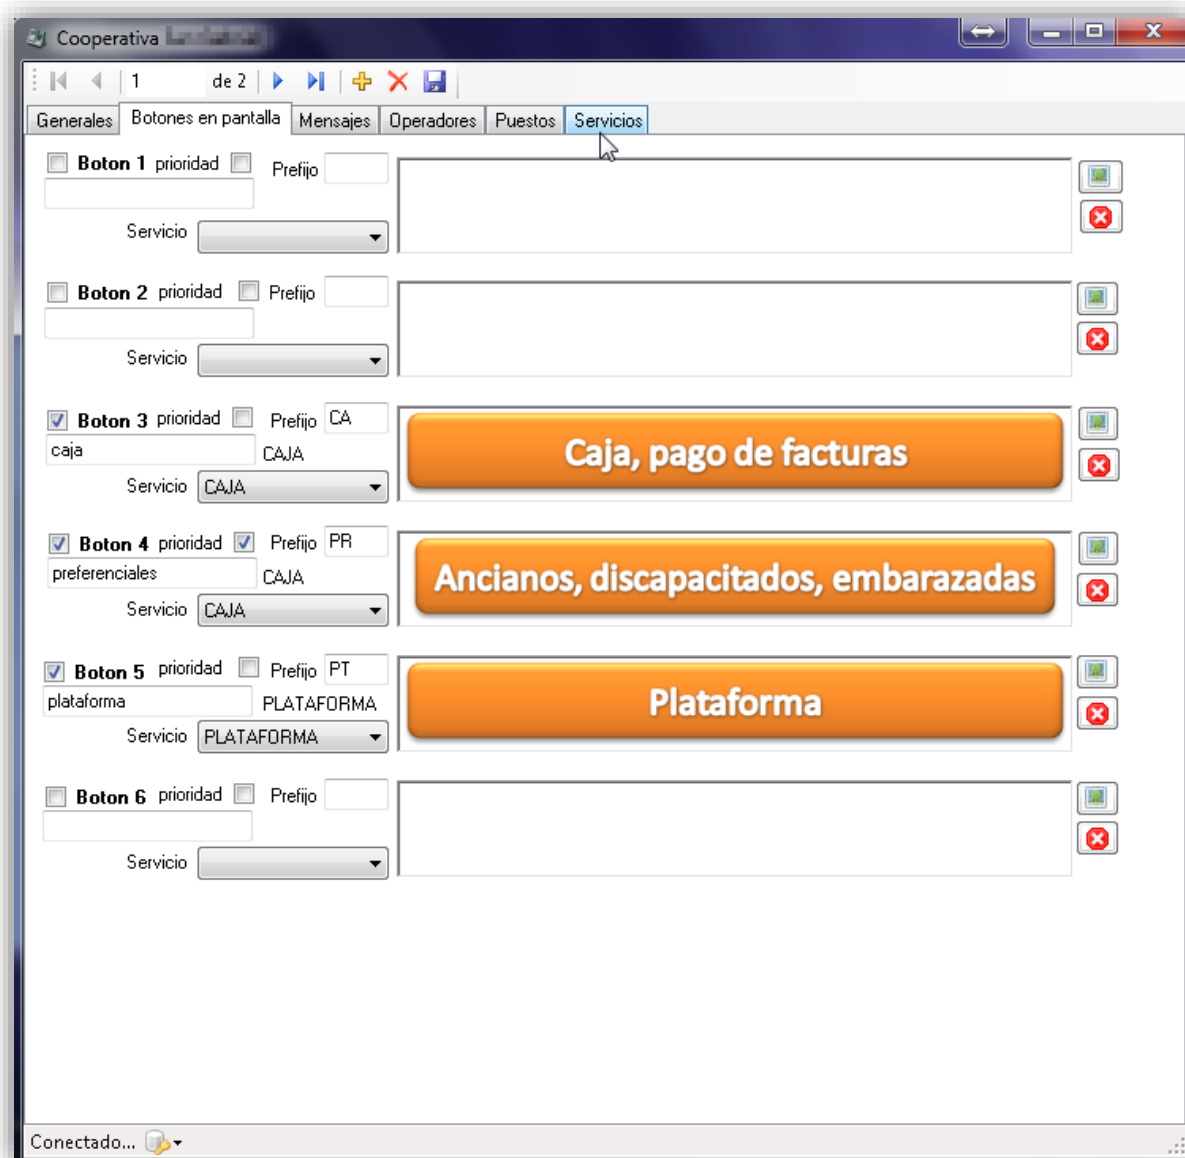 Cooperativa
1 de 2
Generales Botones en pantalla Mensajes Operadores Puestos Servicios
Boton 1 prioridad Prefijo
Servicio
Boton 2 prioridad Prefijo
Servicio
Boton 3 prioridad Prefijo CA
caja CAJA
Caja, pago de facturas
Servicio CAJA
Boton 4 prioridad Prefijo PR
preferenciales CAJA
Ancianos, discapacitados, embarazadas
Servicio CAJA
Boton 5 prioridad Prefijo PT
plataforma PLATAFORMA
Plataforma
Servicio PLATAFORMA
Boton 6 prioridad Prefijo
Servicio
Conectado...